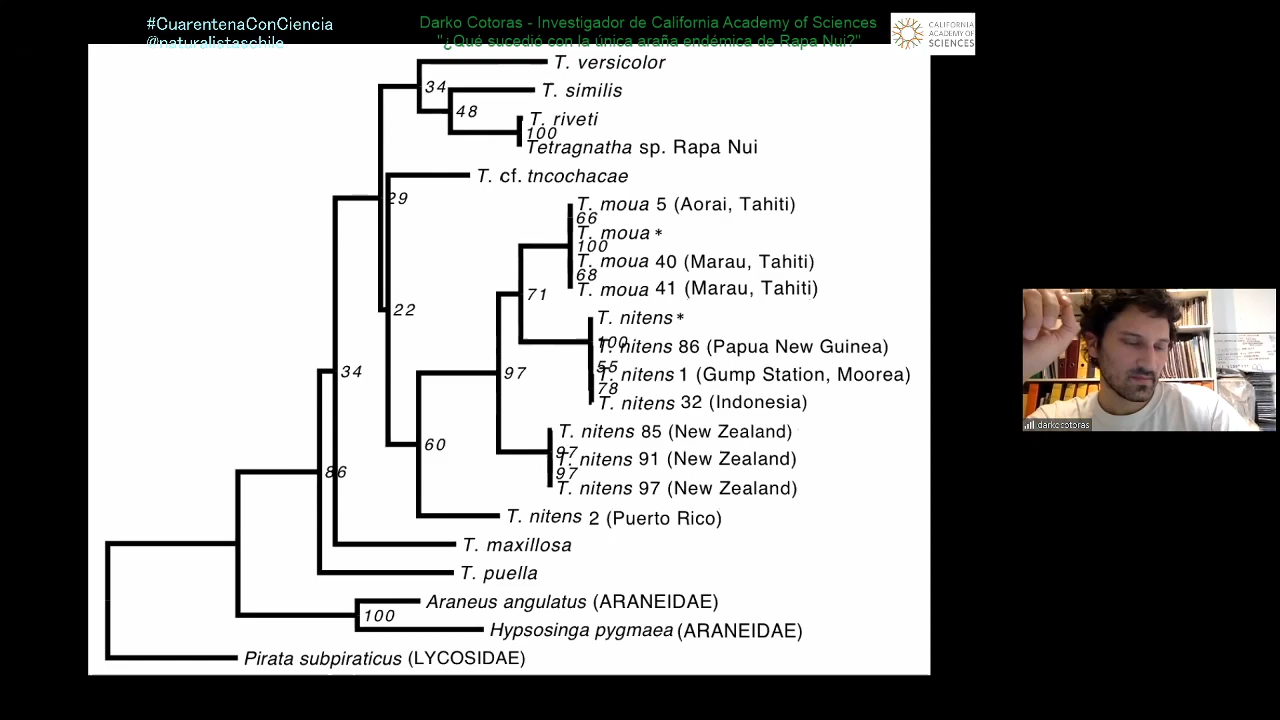 #CuarentenaConCiencia
@naturalistaschile
Darko Cotoras - Investigador de California Academy of Sciences
"¿Qué sucedió con la única araña endémica de Rapa Nui?"
CALIFORNIA
ACADEMY OF
SCIENCES
T. versicolor
34
T. similis
48
T. riveti
100
Tetragnatha sp. Rapa Nui
T. cf. tncochacae
29
T. moua 5 (Aorai, Tahiti)
66
T. moua *
100
T. moua 40 (Marau, Tahiti)
68
T. moua 41 (Marau, Tahiti)
71
22
T. nitens *
100
T. nitens 86 (Papua New Guinea)
55
T. nitens 1 (Gump Station, Moorea)
78
T. nitens 32 (Indonesia)
34
97
T. nitens 85 (New Zealand)
60
97
T. nitens 91 (New Zealand)
97
T. nitens 97 (New Zealand)
86
T. nitens 2 (Puerto Rico)
T. maxillosa
T. puella
Araneus angulatus (ARANEIDAE)
100
Hypsosinga pygmaea (ARANEIDAE)
Pirata subpiraticus (LYCOSIDAE)
darkocotoras